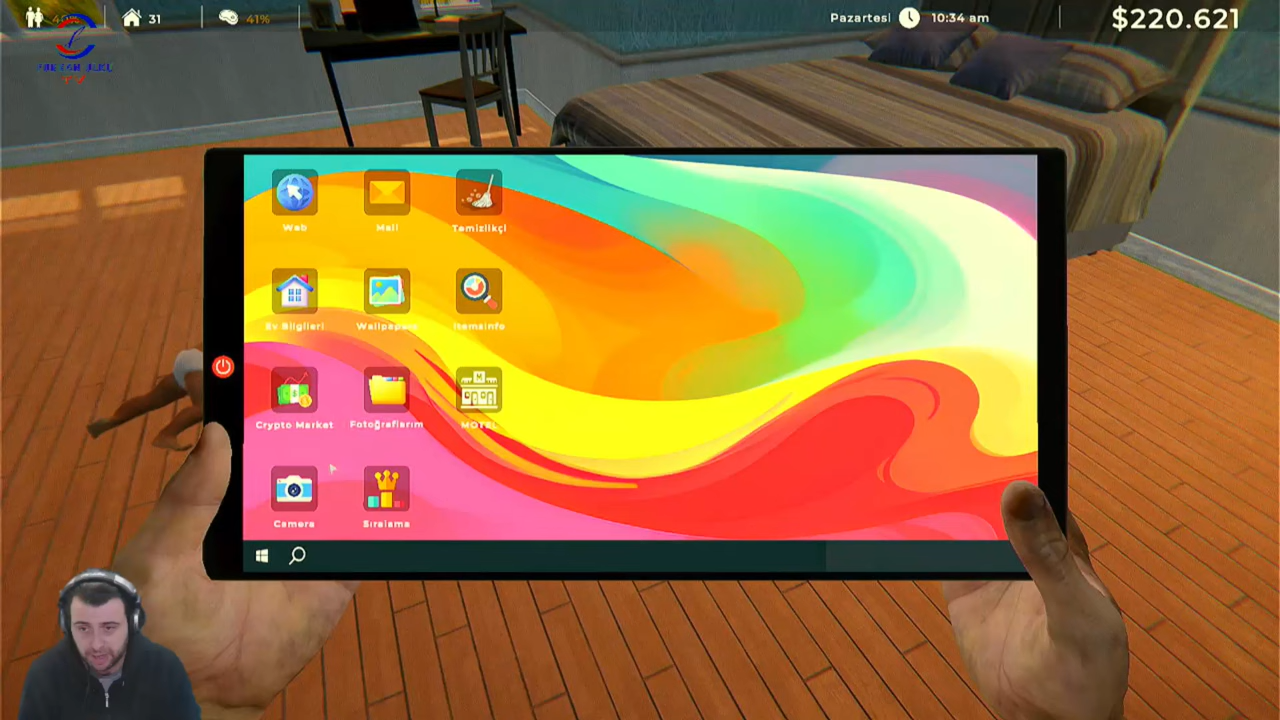 31
41%
Pazartesi
10:34 am
$220.621
Web
Mail
Temizlikçi
Ev Bilgileri
Wallpapers
Itemsinfo
Crypto Market
Fotoğraflarım
MOTEL
Camera
Sıralama